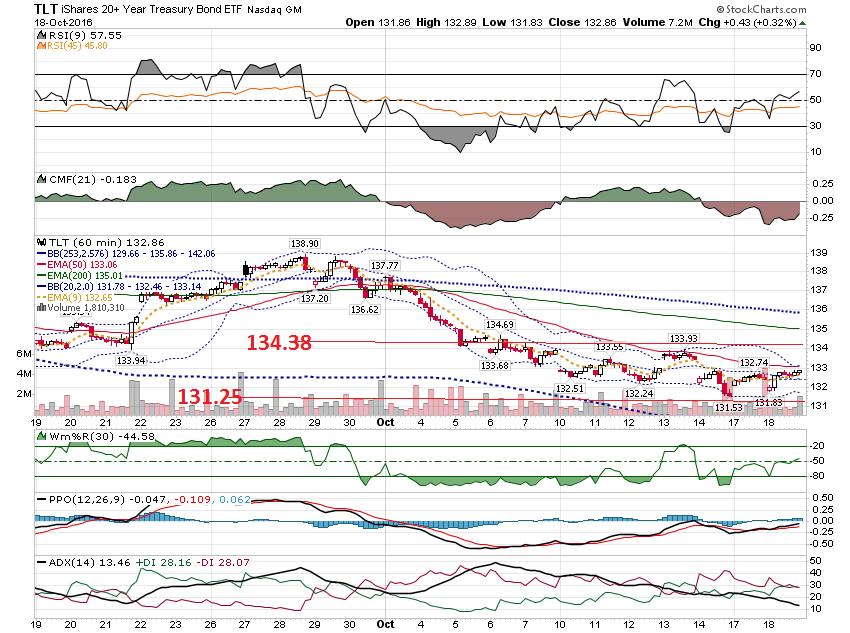 TLT iShares 20+ Year Treasury Bond ETF Nasdaq GM
© StockCharts.com
18-Oct-2016
Open 131.86 High 132.89 Low 131.83 Close 132.86 Volume 7.2M Chg +0.43 (+0.32%)
RSI(9) 57.55
RSI(45) 45.80
90
70
50
30
10
CMF(21) -0.183
0.25
0.00
-0.25
TLT (60 min) 132.86
BB(253,2.576) 129.66 - 135.86 - 142.06
EMA(50) 133.06
EMA(200) 135.01
BB(20,2.0) 131.78 - 132.46 - 133.14
EMA(9) 132.65
Volume 1,810,310
138.90
137.77
137.20
136.62
134.69
133.94
133.68
133.55
133.93
132.74
132.51
132.24
131.53
131.83
134.38
131.25
139
138
137
136
135
134
133
132
131
6M
4M
2M
19 20 21 22 23 26 27 28 29 30 Oct 4 5 6 7 10 11 12 13 14 17 18
Wm%R(30) -44.58
-20
-50
-80
PPO(12,26,9) -0.047, -0.109, 0.062
0.50
0.25
0.00
-0.25
-0.50
ADX(14) 13.46 +DI 28.16 -DI 28.07
50
40
30
20
10
19 20 21 22 23 26 27 28 29 30 Oct 4 5 6 7 10 11 12 13 14 17 18